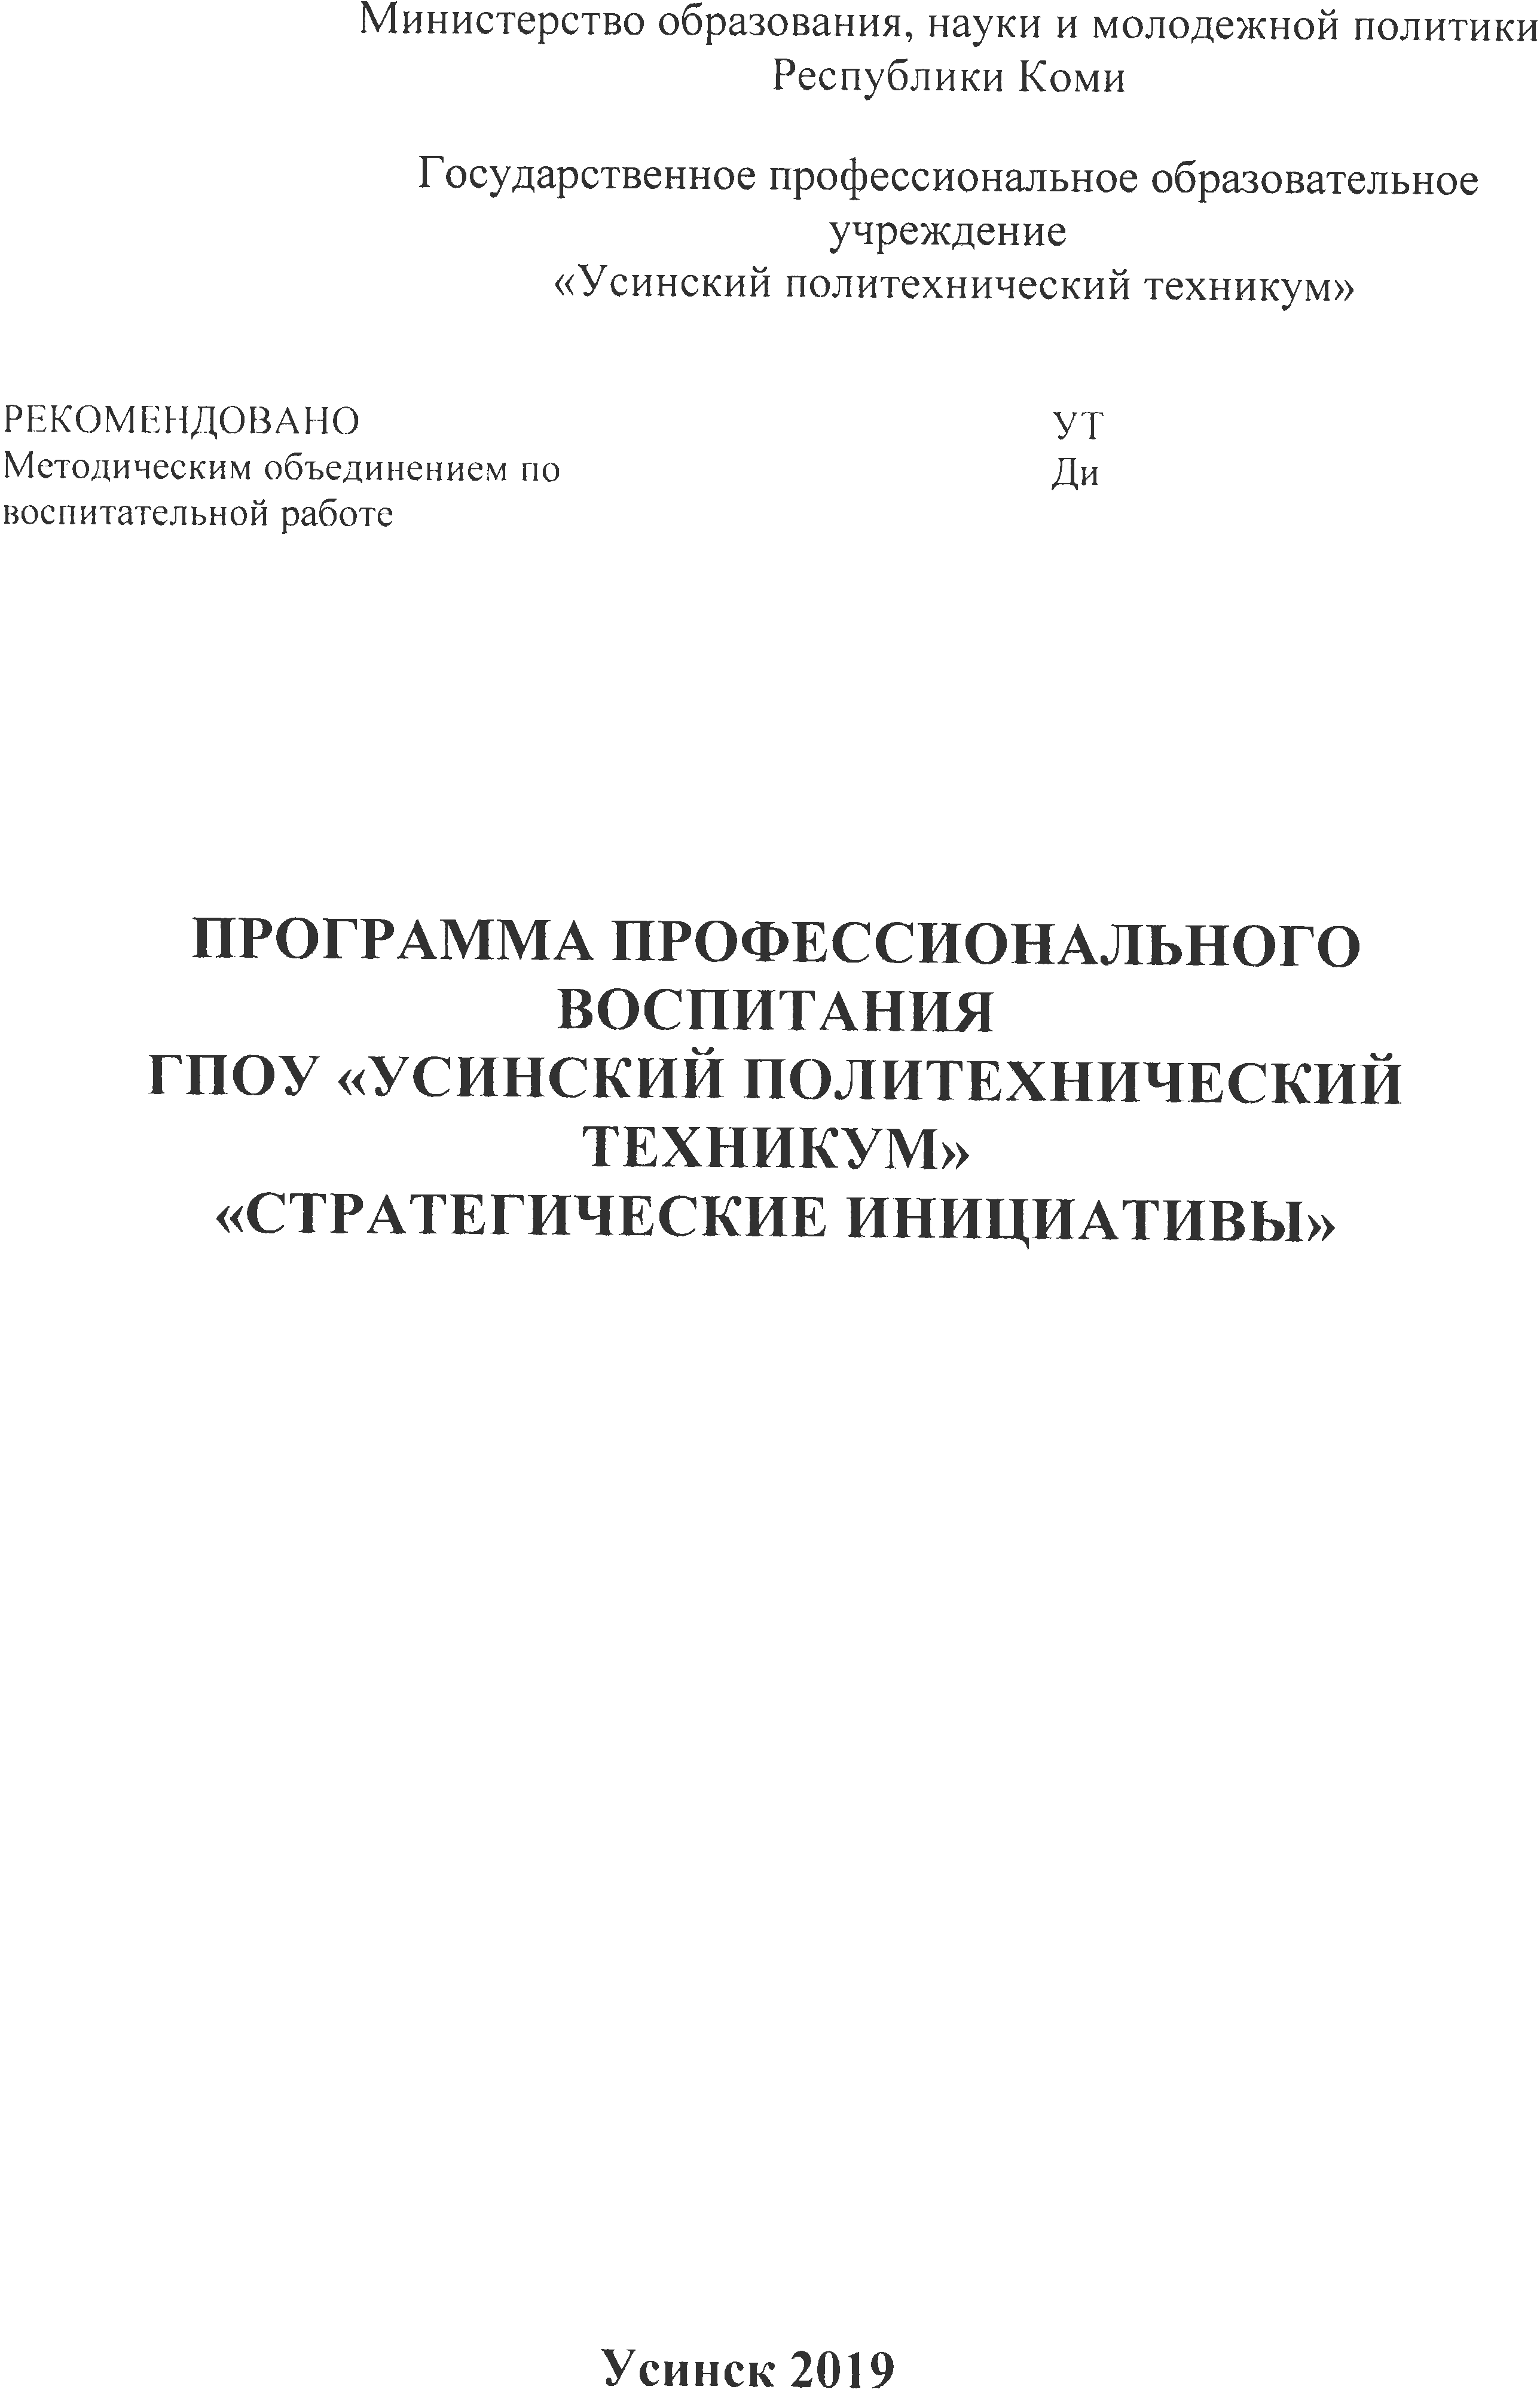 Министерство образования, науки и молодежной политики
Республики Коми
Государственное профессиональное образовательное
учреждение
«Усинский политехнический техникум»
РЕКОМЕНДОВАНО
Методическим объединением по
воспитательной работе
УТ
Ди
ПРОГРАММА ПРОФЕССИОНАЛЬНОГО
ВОСПИТАНИЯ
ГПОУ «УСИНСКИЙ ПОЛИТЕХНИЧЕСКИЙ
ТЕХНИКУМ»
«СТРАТЕГИЧЕСКИЕ ИНИЦИАТИВЫ»
Усинск 2019